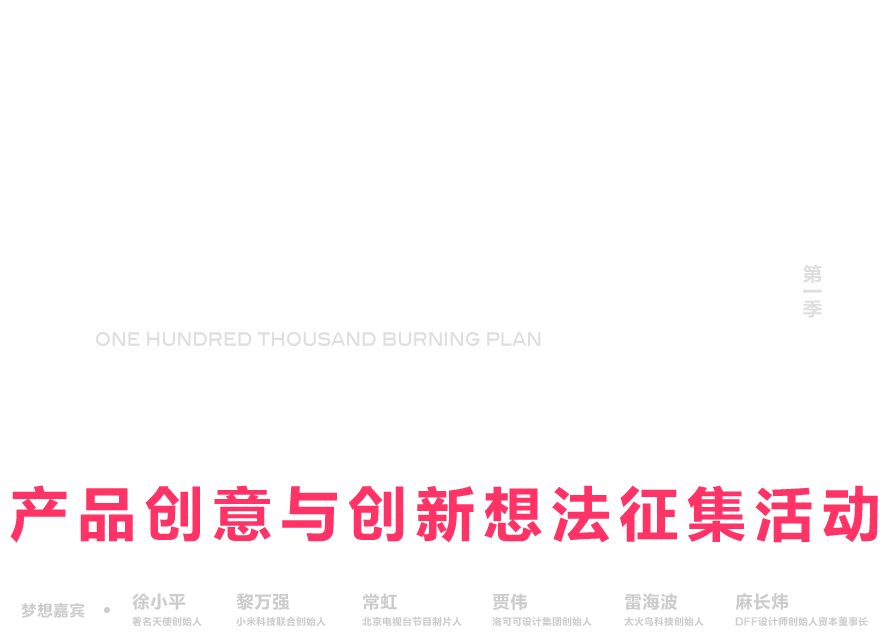 第一季
ONE HUNDRED THOUSAND BURNING PLAN
产品创意与创新想法征集活动
梦想嘉宾 • 徐小平 黎万强 常虹 贾伟 雷海波 麻长炜
著名天使创始人 小米科技联合创始人 北京电视台节目制片人 洛可可设计集团创始人 太火鸟科技创始人 DFF设计师创始人资本董事长